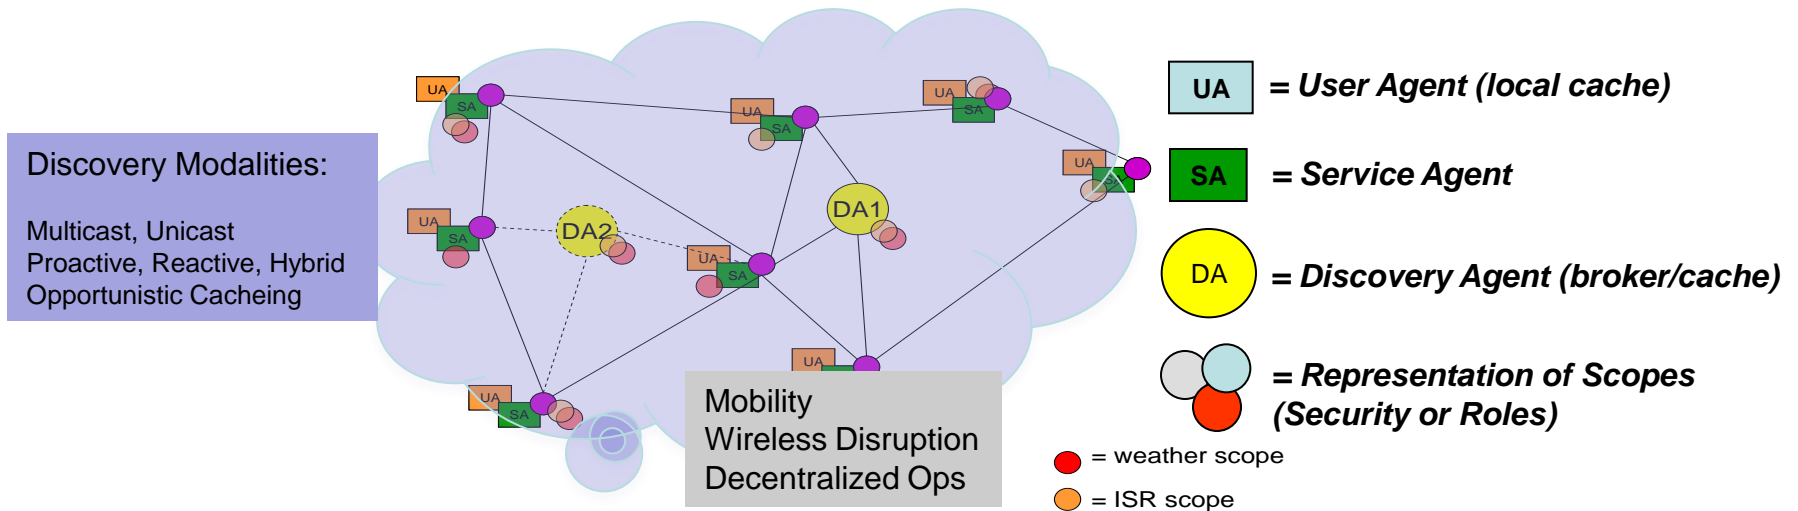 Discovery Modalities:
Multicast, Unicast
Proactive, Reactive, Hybrid
Opportunistic Cacheing
UA
SA
UA
SA
UA
SA
UA
SA
UA
SA
DA2
DA1
UA
SA
UA
SA
UA
Mobility
Wireless Disruption
Decentralized Ops
UA
= User Agent (local cache)
SA
= Service Agent
DA
= Discovery Agent (broker/cache)
= Representation of Scopes
(Security or Roles)
= weather scope
= ISR scope